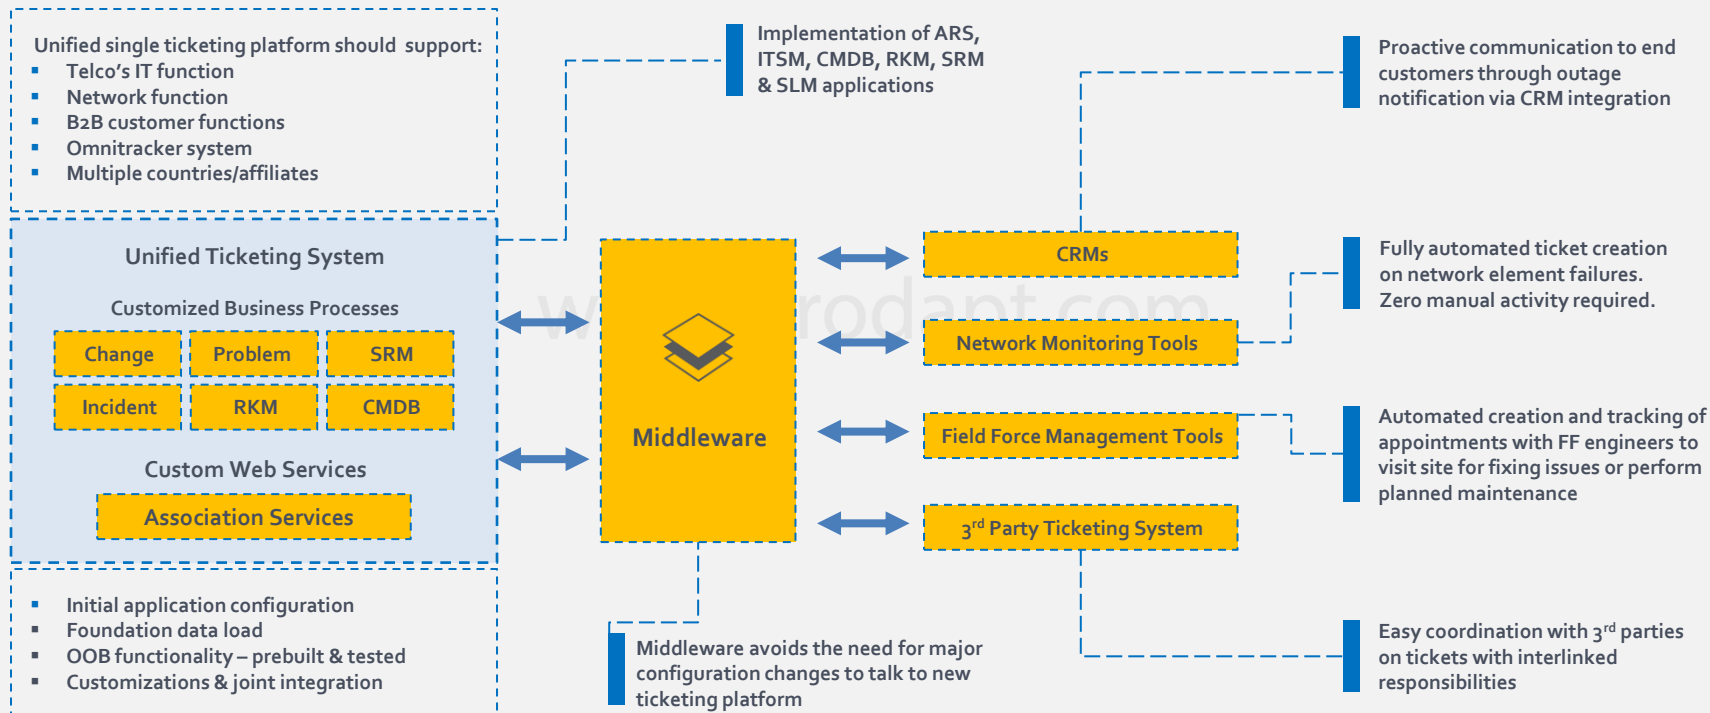 Unified single ticketing platform should support:
▪ Telco's IT function
▪ Network function
▪ B2B customer functions
▪ Omnitracker system
▪ Multiple countries/affiliates
Unified Ticketing System
Customized Business Processes
Change
Problem
SRM
Incident
RKM
CMDB
Custom Web Services
Association Services
▪ Initial application configuration
▪ Foundation data load
▪ OOB functionality – prebuilt & tested
▪ Customizations & joint integration
Implementation of ARS,
ITSM, CMDB, RKM, SRM
& SLM applications
Middleware
Middleware avoids the need for major
configuration changes to talk to new
ticketing platform
CRMs
Network Monitoring Tools
Field Force Management Tools
3rd Party Ticketing System
Proactive communication to end
customers through outage
notification via CRM integration
Fully automated ticket creation
on network element failures.
Zero manual activity required.
Automated creation and tracking of
appointments with FF engineers to
visit site for fixing issues or perform
planned maintenance
Easy coordination with 3rd parties
on tickets with interlinked
responsibilities